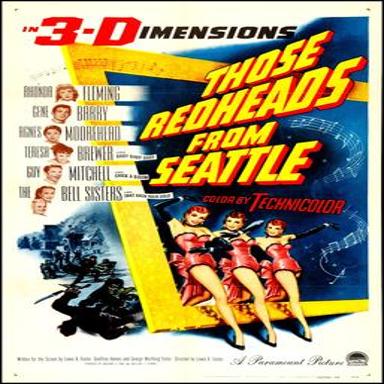 IN 3-DIMENSIONS
THOSE
REDHEADS
FROM
SEATTLE
COLOR BY TECHNICOLOR
RHONDA FLEMING
GENE BARRY
AGNES MOOREHEAD
TERESA BREWER
GUY MITCHELL
THE BELL SISTERS
A Paramount Picture